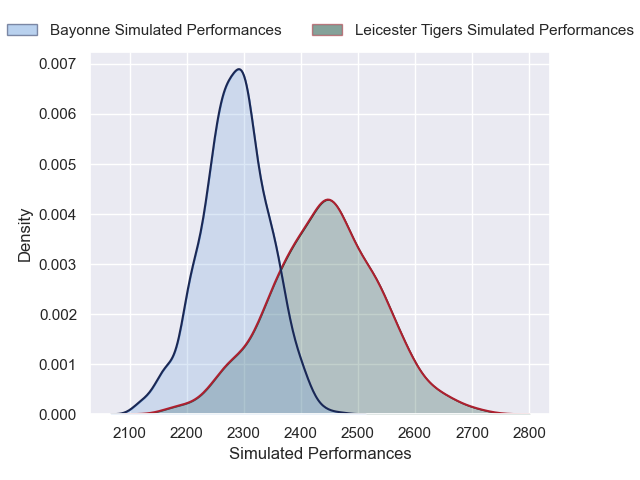 Bayonne Simulated Performances
Leicester Tigers Simulated Performances
0.007
0.006
0.005
0.004
0.003
0.002
0.001
0.000
Density
2100 2200 2300 2400 2500 2600 2700 2800
Simulated Performances